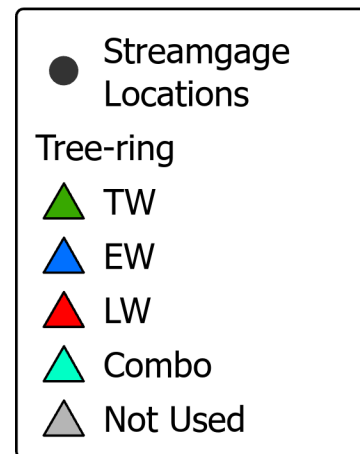 Streamgage
Locations
Tree-ring
TW
EW
LW
Combo
Not Used